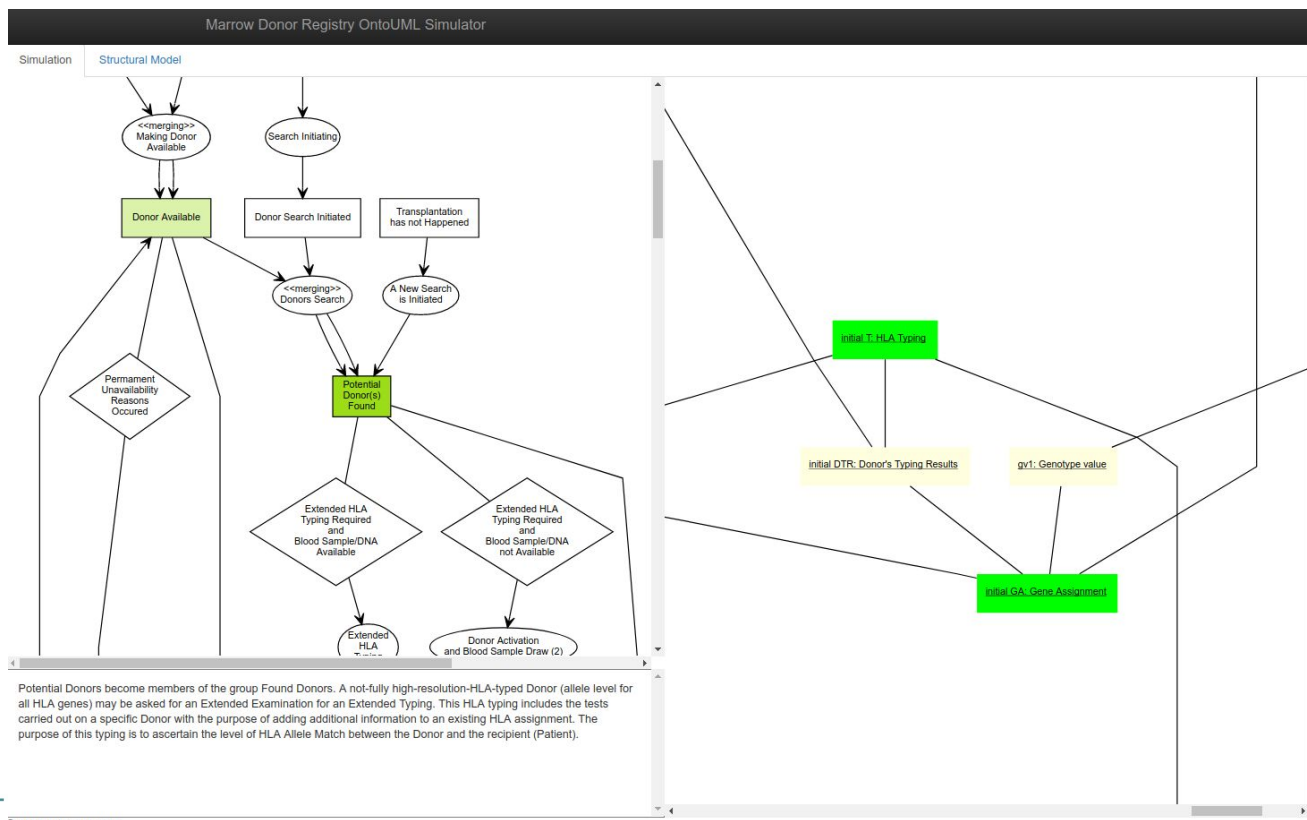 Marrow Donor Registry OntoUML Simulator
Simulation
Structural Model
<<merging>>
Making Donor
Available
Search Initiating
Donor Available
Donor Search Initiated
Transplantation
has not Happened
<<merging>>
Donors Search
A New Search
is Initiated
Permament
Unavailability
Reasons
Occured
Potential
Donor(s)
Found
Extended HLA
Typing Required
and
Blood Sample/DNA
Available
Extended HLA
Typing Required
and
Blood Sample/DNA
not Available
Extended
HLA
Typing
Donor Activation
and Blood Sample Draw (2)
initial T: HLA Typing
initial DTR: Donor's Typing Results
gv1: Genotype value
initial GA: Gene Assignment
Potential Donors become members of the group Found Donors. A not-fully high-resolution-HLA-typed Donor (allele level for
all HLA genes) may be asked for an Extended Examination for an Extended Typing. This HLA typing includes the tests
carried out on a specific Donor with the purpose of adding additional information to an existing HLA assignment. The
purpose of this typing is to ascertain the level of HLA Allele Match between the Donor and the recipient (Patient).